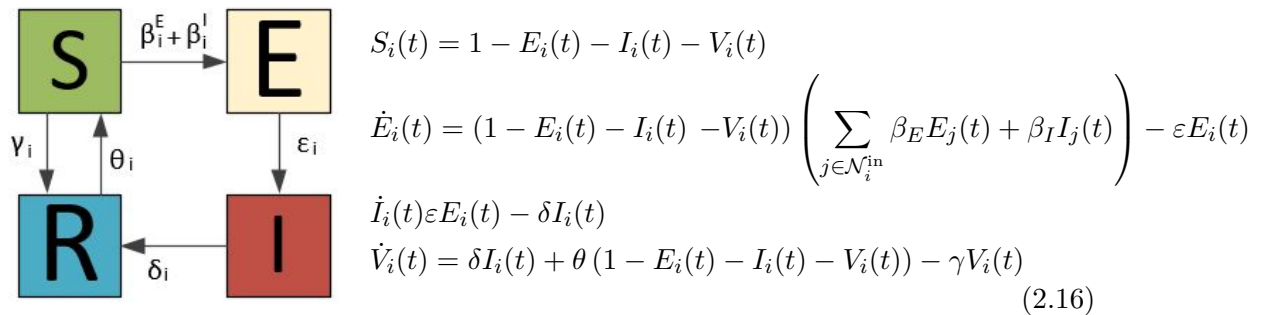 S
β_i^E + β_i^I
E
γ_i
θ_i
ε_i
R
δ_i
I
S_i(t) = 1 − E_i(t) − I_i(t) − V_i(t)
Ė_i(t) = (1 − E_i(t) − I_i(t) −V_i(t)) ( ∑_{j∈𝒩_i^{in}} β_E E_j(t) + β_I I_j(t) ) − εE_i(t)
İ_i(t)εE_i(t) − δI_i(t)
V̇_i(t) = δI_i(t) + θ (1 − E_i(t) − I_i(t) − V_i(t)) − γV_i(t)
(2.16)